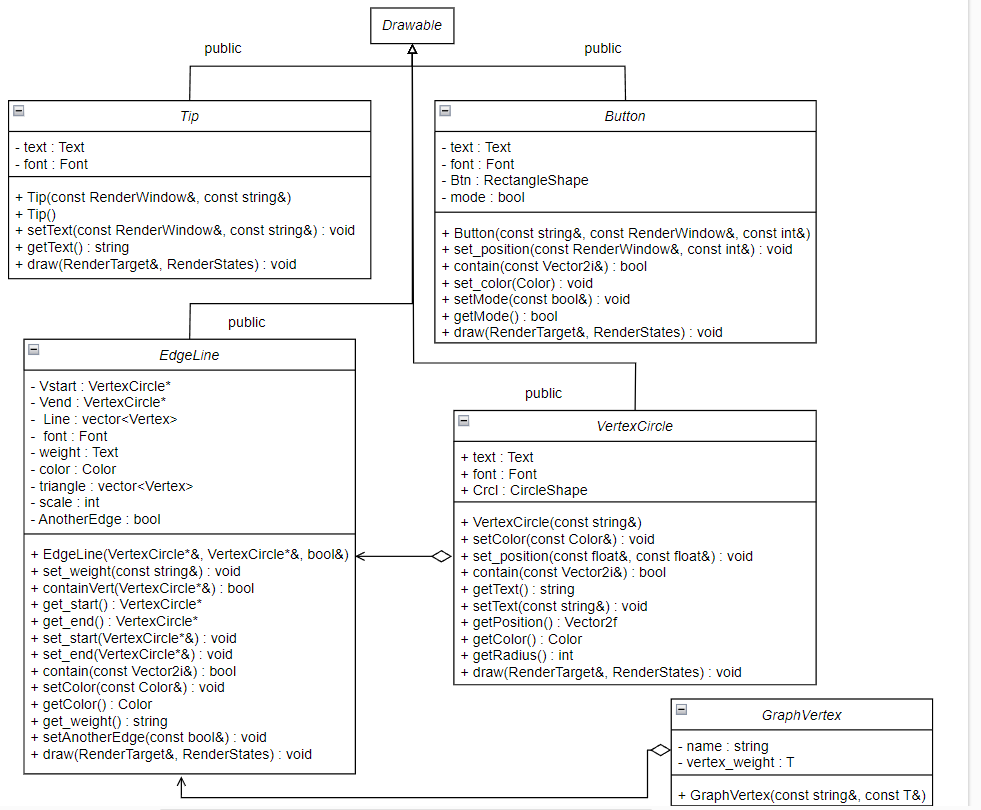 Drawable
public
public
Tip
- text : Text
- font : Font
+ Tip(const RenderWindow&, const string&)
+ Tip()
+ setText(const RenderWindow&, const string&) : void
+ getText() : string
+ draw(RenderTarget&, RenderStates) : void
Button
- text : Text
- font : Font
- Btn : RectangleShape
- mode : bool
+ Button(const string&, const RenderWindow&, const int&)
+ set_position(const RenderWindow&, const int&) : void
+ contain(const Vector2i&) : bool
+ set_color(Color) : void
+ setMode(const bool&) : void
+ getMode() : bool
+ draw(RenderTarget&, RenderStates) : void
public
EdgeLine
- Vstart : VertexCircle*
- Vend : VertexCircle*
- Line : vector<Vertex>
- font : Font
- weight : Text
- color : Color
- triangle : vector<Vertex>
- scale : int
- AnotherEdge : bool
+ EdgeLine(VertexCircle*&, VertexCircle*&, bool&)
+ set_weight(const string&) : void
+ containVert(VertexCircle*&) : bool
+ get_start() : VertexCircle*
+ get_end() : VertexCircle*
+ set_start(VertexCircle*&) : void
+ set_end(VertexCircle*&) : void
+ contain(const Vector2i&) : bool
+ setColor(const Color&) : void
+ getColor() : Color
+ get_weight() : string
+ setAnotherEdge(const bool&) : void
+ draw(RenderTarget&, RenderStates) : void
public
VertexCircle
+ text : Text
+ font : Font
+ Crcl : CircleShape
+ VertexCircle(const string&)
+ setColor(const Color&) : void
+ set_position(const float&, const float&) : void
+ contain(const Vector2i&) : bool
+ getText() : string
+ setText(const string&) : void
+ getPosition() : Vector2f
+ getColor() : Color
+ getRadius() : int
+ draw(RenderTarget&, RenderStates) : void
GraphVertex
- name : string
- vertex_weight : T
+ GraphVertex(const string&, const T&)